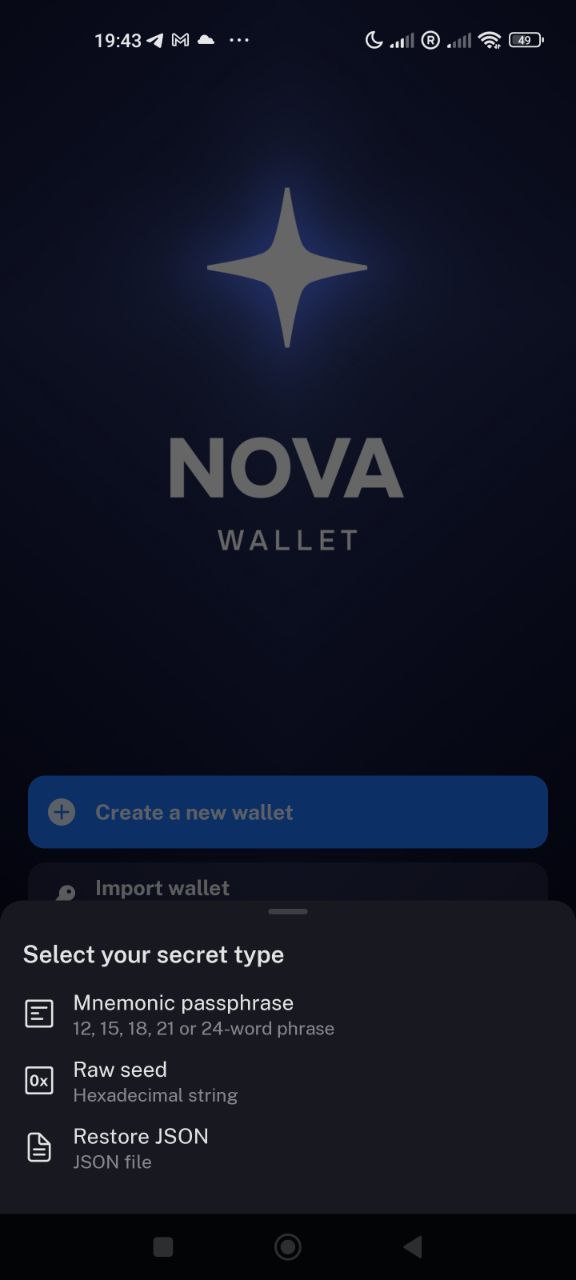 19:43
R
49
NOVA
WALLET
Create a new wallet
Import wallet
Select your secret type
Mnemonic passphrase
12, 15, 18, 21 or 24-word phrase
0x
Raw seed
Hexadecimal string
Restore JSON
JSON file